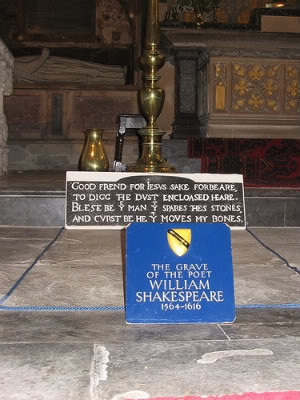 GOOD FREND FOR IESVS SAKE FORBEARE,
TO DIGG THE DVST ENCLOASED HEARE.
BLESE BE Y MAN Y SPARES THES STONES,
AND CVRST BE HE Y MOVES MY BONES.
THE GRAVE
OF THE POET
WILLIAM
SHAKESPEARE
1564-1616